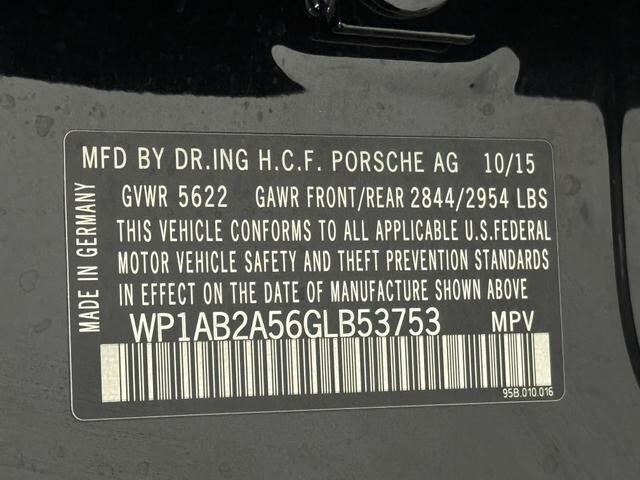 MFD BY DR.ING H.C.F. PORSCHE AG 10/15
GVWR 5622 GAWR FRONT/REAR 2844/2954 LBS
THIS VEHICLE CONFORMS TO ALL APPLICABLE U.S.FEDERAL
MOTOR VEHICLE SAFETY AND THEFT PREVENTION STANDARDS
IN EFFECT ON THE DATE OF MANUFACTURE SHOWN ABOVE
WP1AB2A56GLB53753 MPV
95B.010.016
MADE IN GERMANY